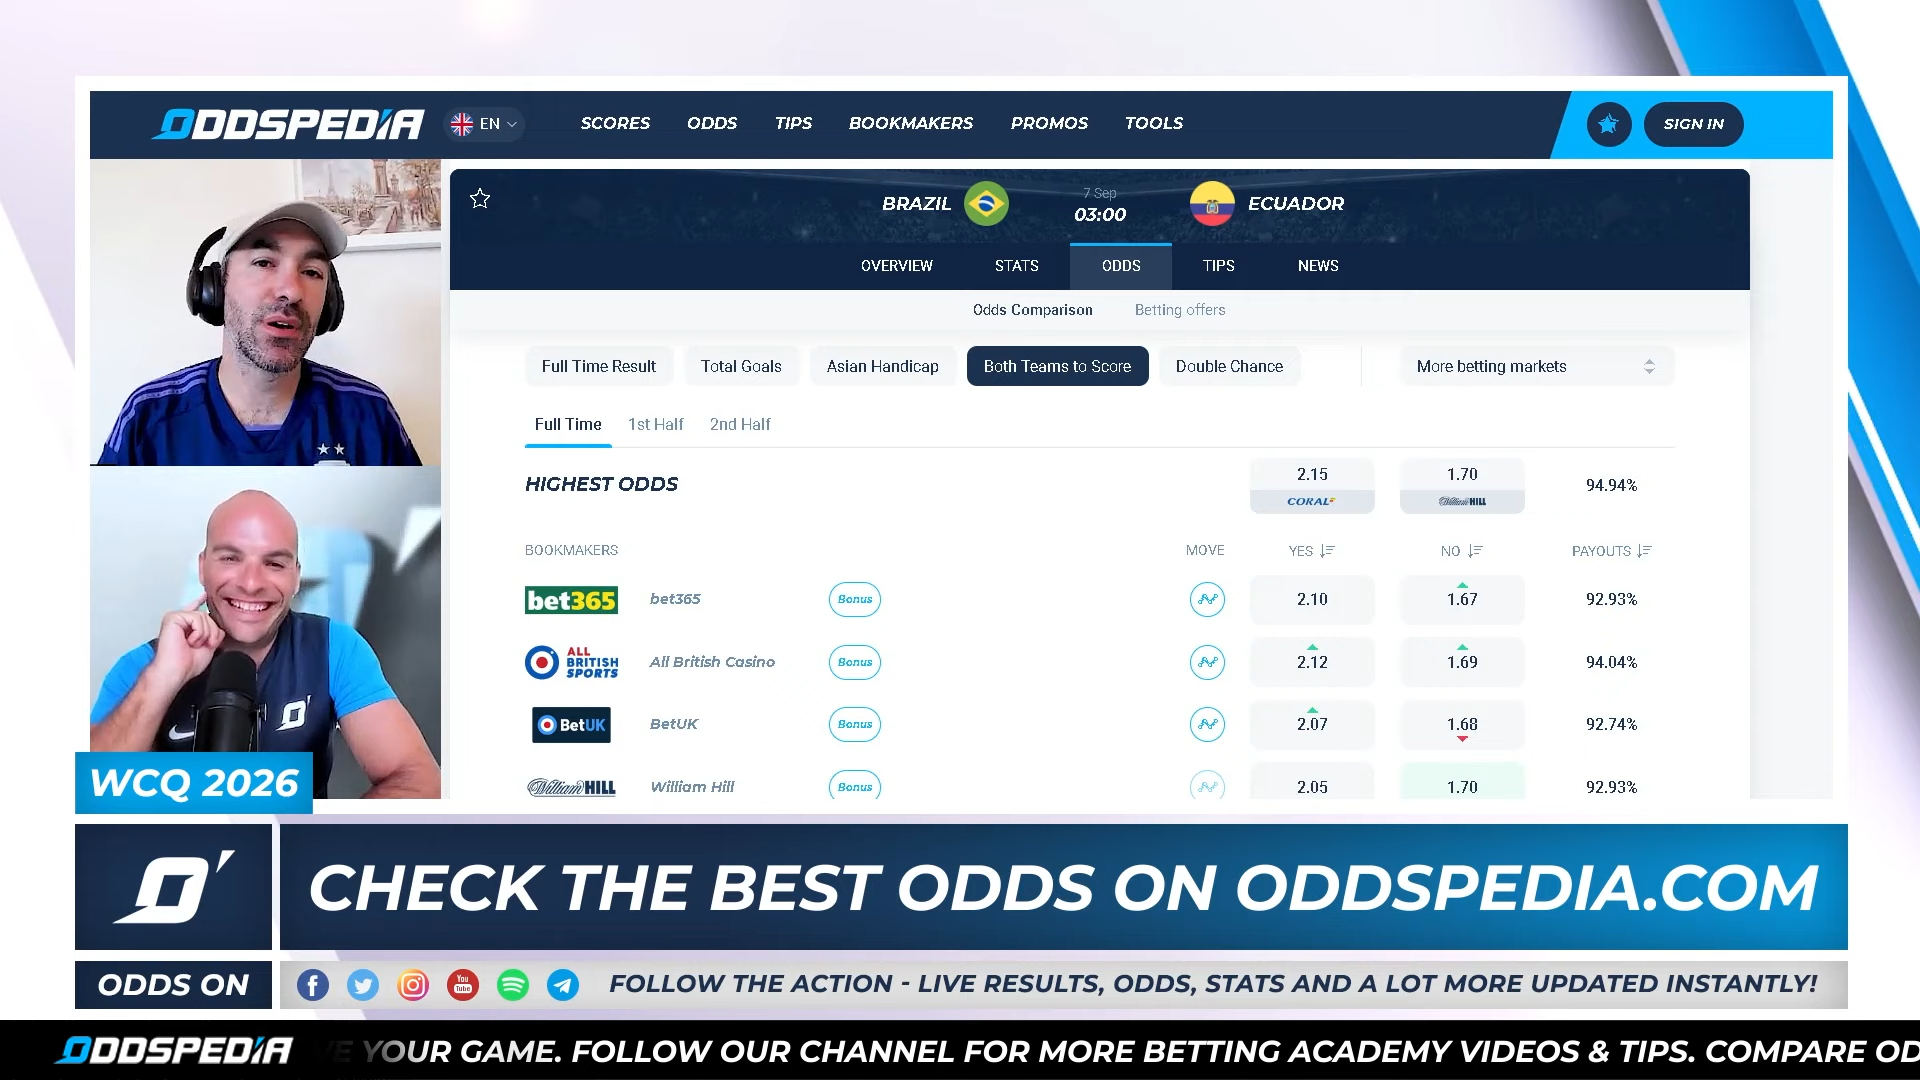 ODDSPEDIA EN SCORES ODDS TIPS BOOKMAKERS PROMOS TOOLS SIGN IN
7 Sep
BRAZIL 03:00 ECUADOR
OVERVIEW STATS ODDS TIPS NEWS
Odds Comparison Betting offers
Full Time Result Total Goals Asian Handicap Both Teams to Score Double Chance More betting markets
Full Time 1st Half 2nd Half
HIGHEST ODDS 2.15 1.70 94.94%
CORAL William HILL
BOOKMAKERS MOVE YES NO PAYOUTS
bet365 bet365 Bonus 2.10 1.67 92.93%
ALL BRITISH SPORTS All British Casino Bonus 2.12 1.69 94.04%
BetUK BetUK Bonus 2.07 1.68 92.74%
William HILL William Hill Bonus 2.05 1.70 92.93%
WCQ 2026
O' CHECK THE BEST ODDS ON ODDSPEDIA.COM
ODDS ON You Tube FOLLOW THE ACTION - LIVE RESULTS, ODDS, STATS AND A LOT MORE UPDATED INSTANTLY!
ODDSPEDIA YOUR GAME. FOLLOW OUR CHANNEL FOR MORE BETTING ACADEMY VIDEOS & TIPS. COMPARE OD